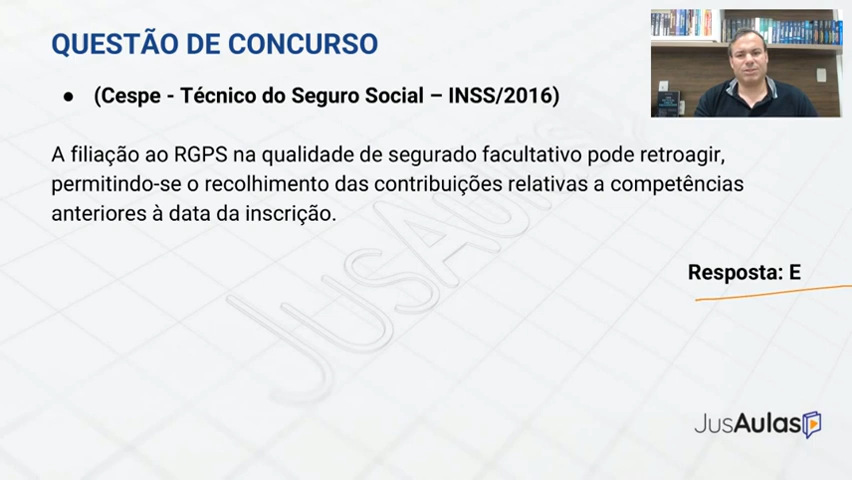 QUESTÃO DE CONCURSO
● (Cespe - Técnico do Seguro Social – INSS/2016)
A filiação ao RGPS na qualidade de segurado facultativo pode retroagir,
permitindo-se o recolhimento das contribuições relativas a competências
anteriores à data da inscrição.
JUSAULAS
Resposta: E
JusAulas